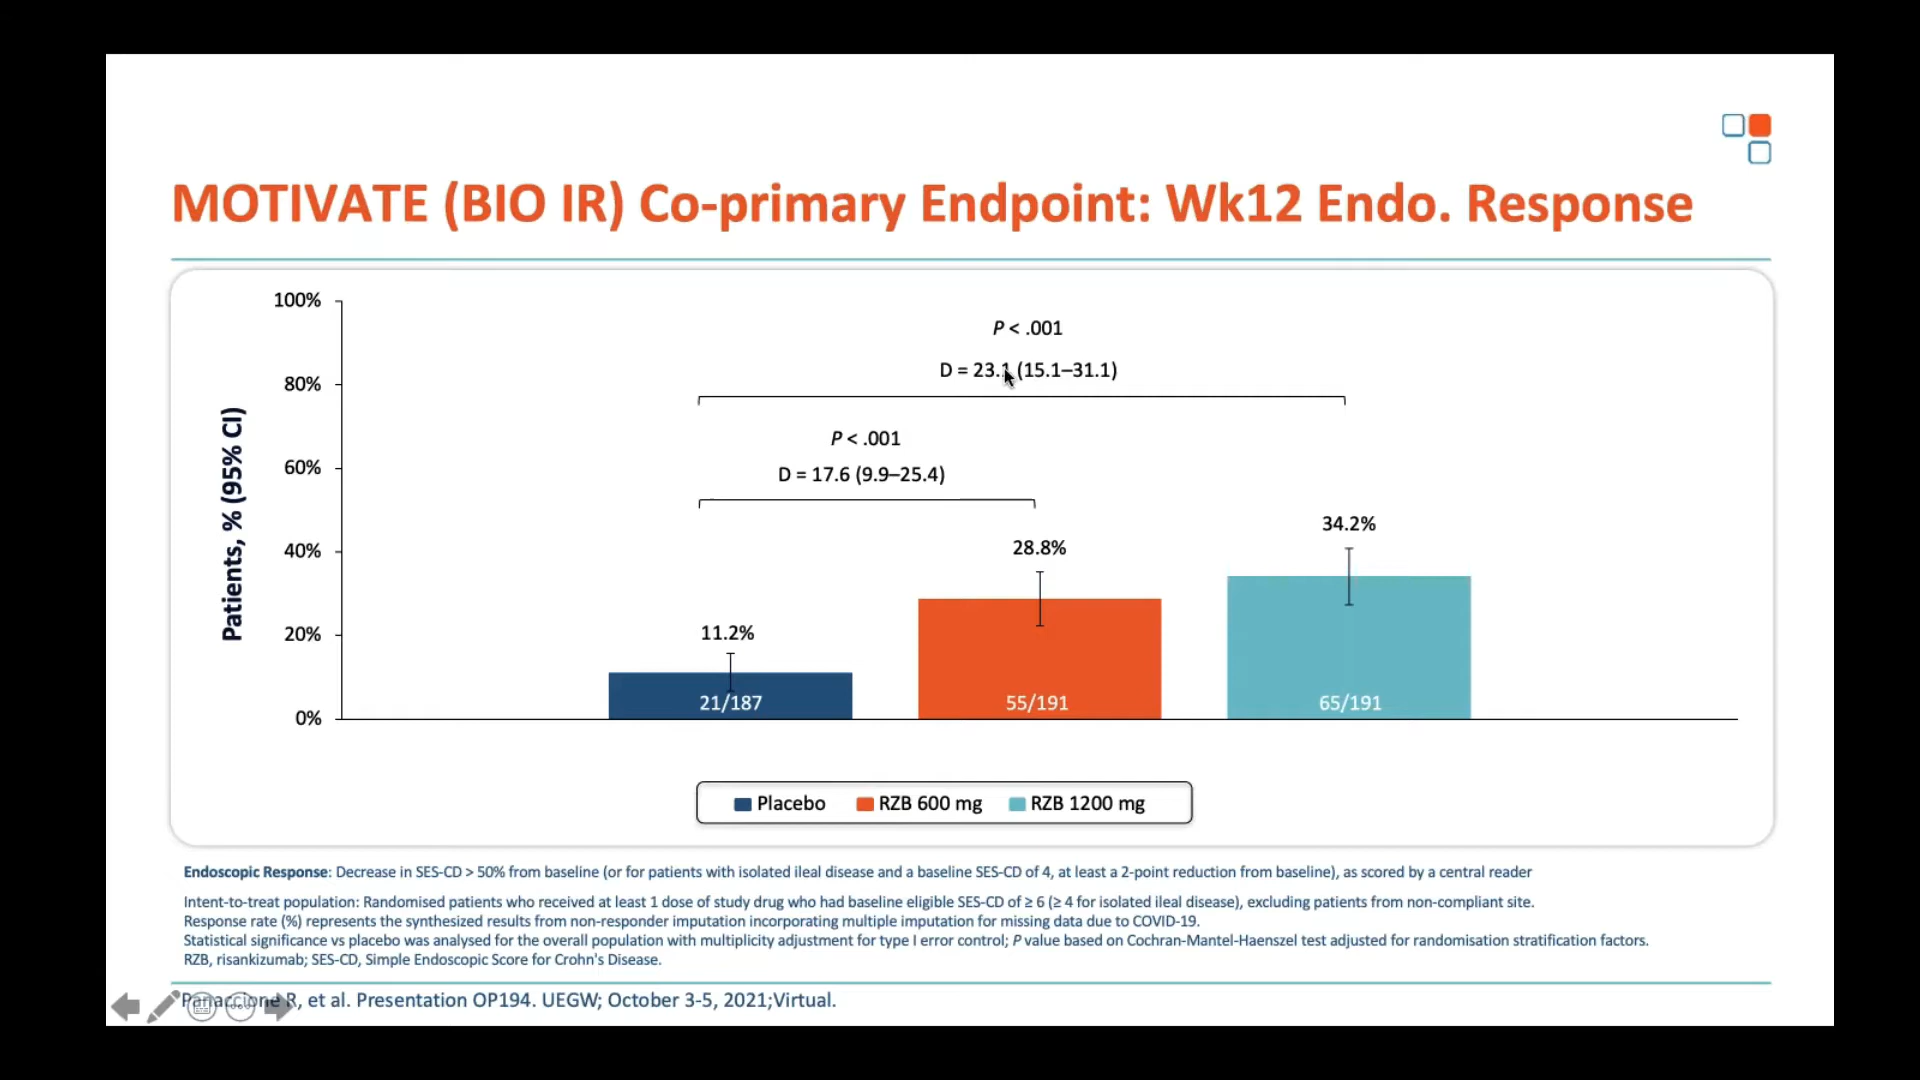 MOTIVATE (BIO IR) Co-primary Endpoint: Wk12 Endo. Response
Patients, % (95% CI)
100%
80%
60%
40%
20%
0%
P < .001
D = 23.1 (15.1–31.1)
P < .001
D = 17.6 (9.9–25.4)
11.2%
28.8%
34.2%
21/187
55/191
65/191
Placebo
RZB 600 mg
RZB 1200 mg
Endoscopic Response: Decrease in SES-CD > 50% from baseline (or for patients with isolated ileal disease and a baseline SES-CD of 4, at least a 2-point reduction from baseline), as scored by a central reader
Intent-to-treat population: Randomised patients who received at least 1 dose of study drug who had baseline eligible SES-CD of ≥ 6 (≥ 4 for isolated ileal disease), excluding patients from non-compliant site.
Response rate (%) represents the synthesized results from non-responder imputation incorporating multiple imputation for missing data due to COVID-19.
Statistical significance vs placebo was analysed for the overall population with multiplicity adjustment for type I error control; P value based on Cochran-Mantel-Haenszel test adjusted for randomisation stratification factors.
RZB, risankizumab; SES-CD, Simple Endoscopic Score for Crohn's Disease.
Panaccione R, et al. Presentation OP194. UEGW; October 3-5, 2021;Virtual.